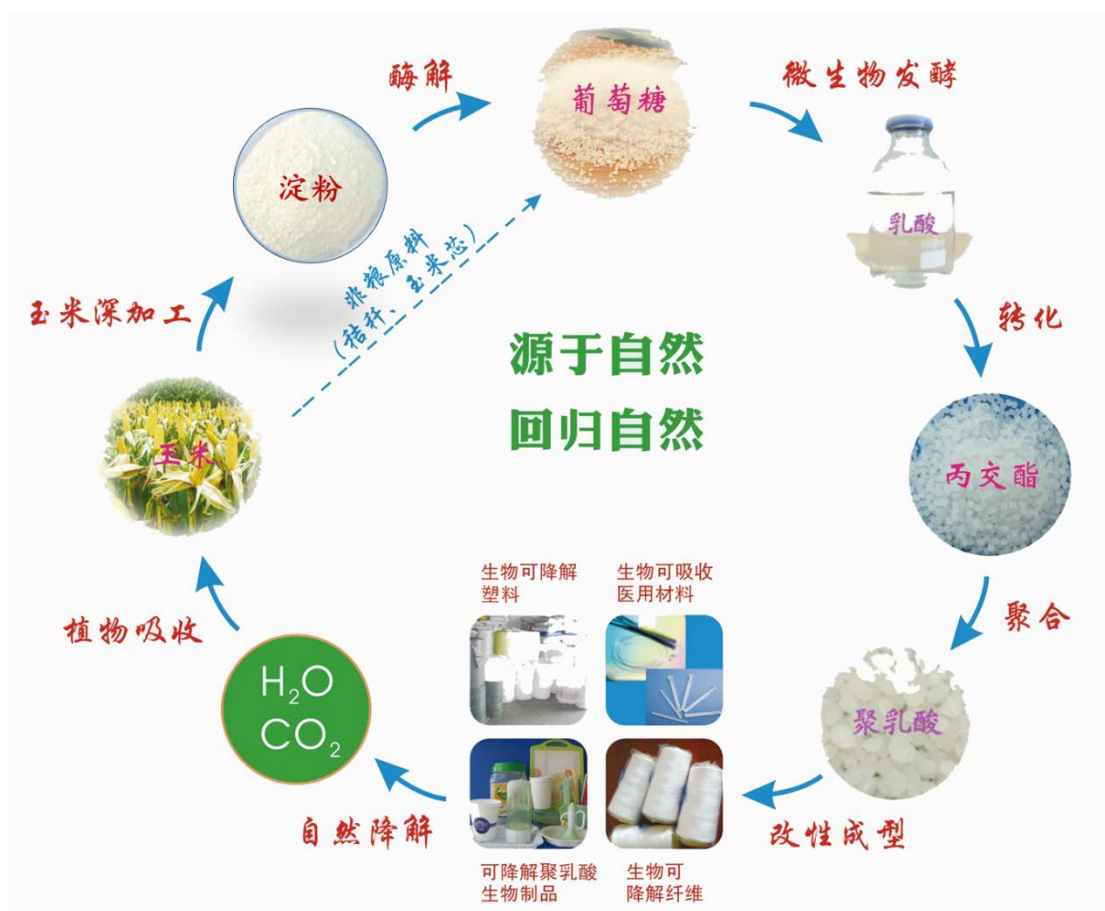 酶解
葡萄糖
微生物发酵
淀粉
乳酸
非粮原料
(秸秆、玉米芯)
玉米深加工
转化
源于自然
回归自然
玉米
丙交酯
生物可降解
塑料
生物可吸收
医用材料
聚合
植物吸收
H₂O
CO₂
聚乳酸
自然降解
改性成型
可降解聚乳酸
生物制品
生物可
降解纤维